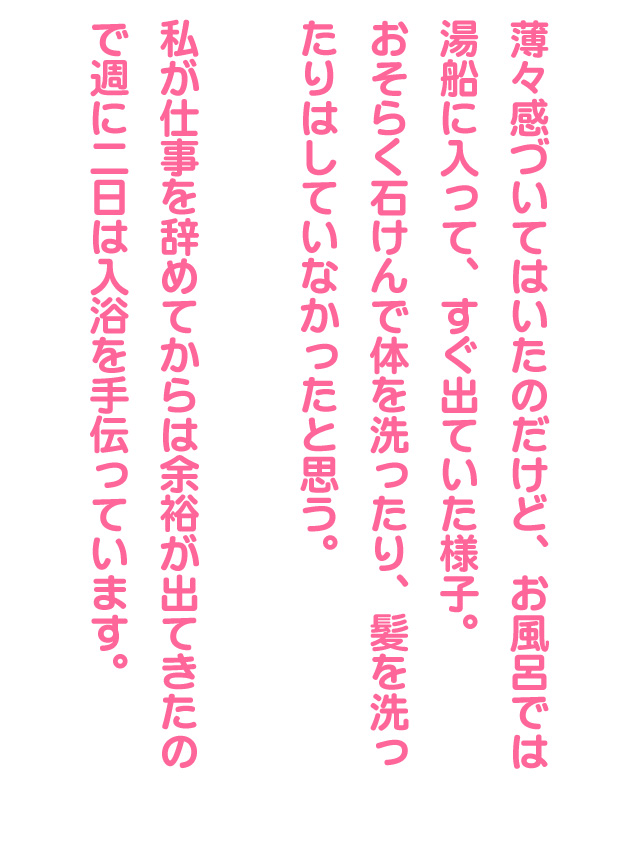 薄々感づいてはいたのだけど、お風呂では
湯船に入って、すぐ出ていた様子。
おそらく石けんで体を洗ったり、髪を洗っ
たりはしていなかったと思う。
私が仕事を辞めてからは余裕が出てきたの
で週に二日は入浴を手伝っています。